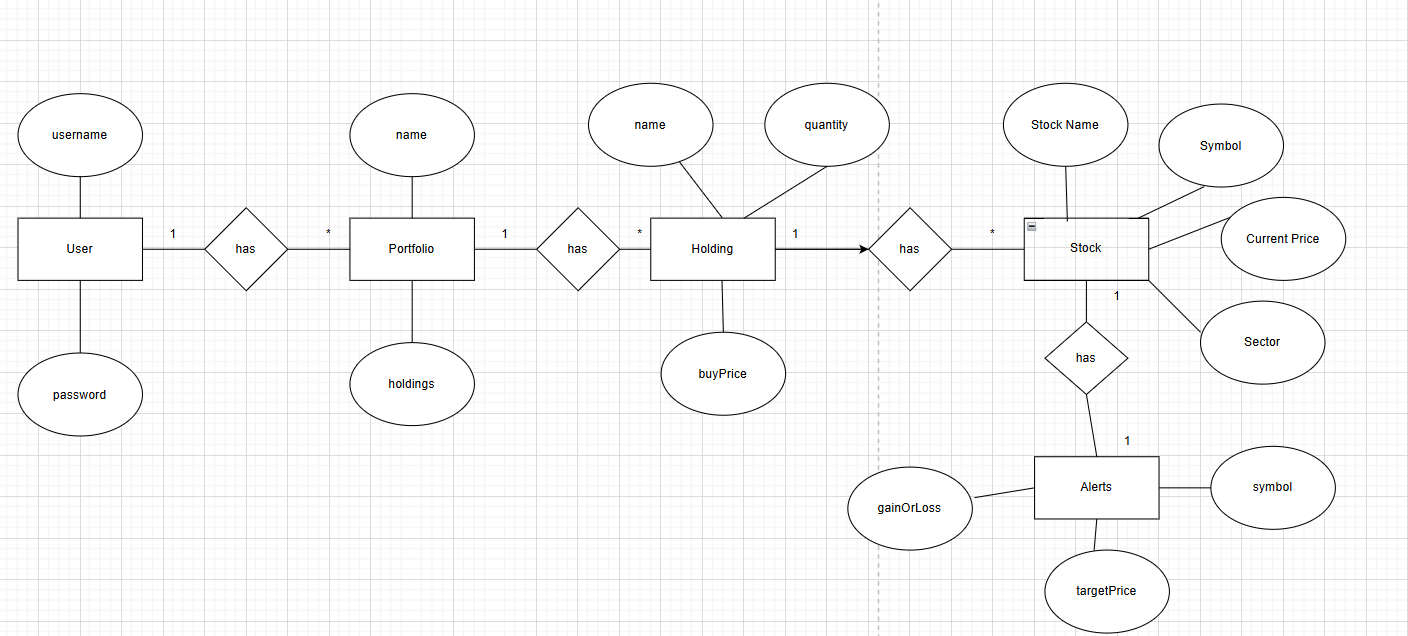 username
name
name
quantity
Stock Name
Symbol
User
1
has
*
Portfolio
1
has
*
Holding
1
has
*
Stock
Current Price
1
password
holdings
buyPrice
has
Sector
1
gainOrLoss
Alerts
symbol
targetPrice